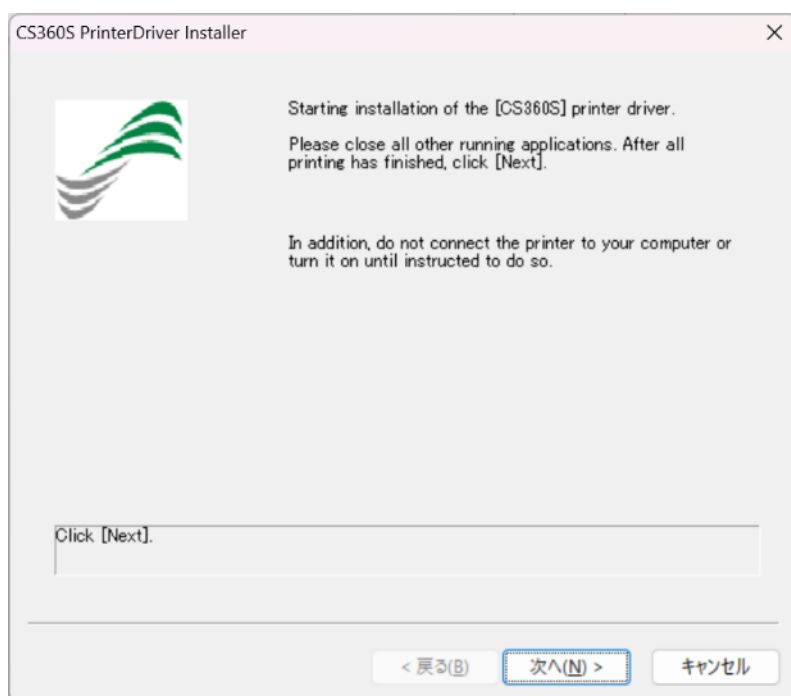 CS360S PrinterDriver Installer
Starting installation of the [CS360S] printer driver.
Please close all other running applications. After all
printing has finished, click [Next].
In addition, do not connect the printer to your computer or
turn it on until instructed to do so.
Click [Next].
< 戻る(B)
次へ(N) >
キャンセル